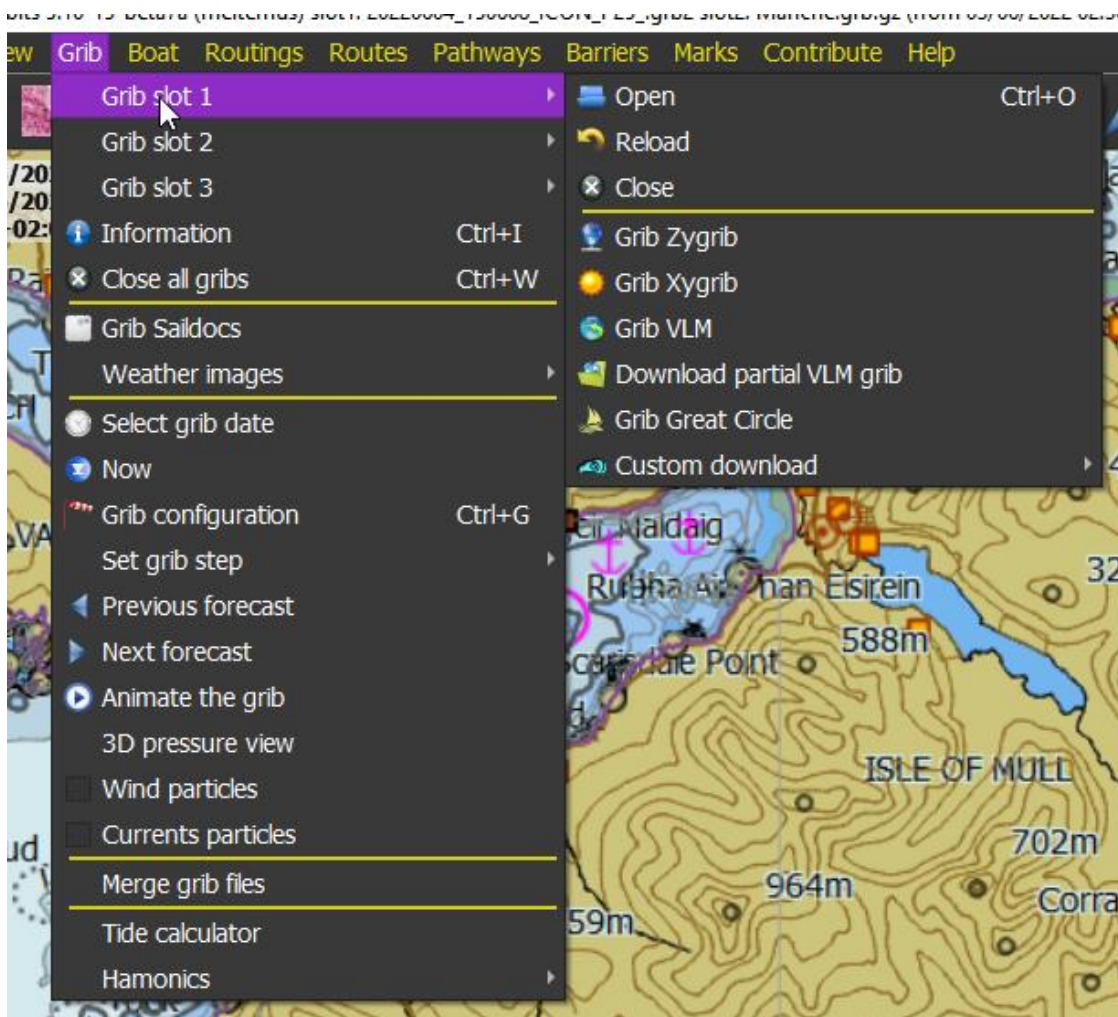 Grib Boat Routings Routes Pathways Barriers Marks Contribute Help
Grib slot 1
Grib slot 2
Grib slot 3
Information Ctrl+I
Close all gribs Ctrl+W
Grib Saildocs
Weather images
Select grib date
Now
Grib configuration Ctrl+G
Set grib step
Previous forecast
Next forecast
Animate the grib
3D pressure view
Wind particles
Currents particles
Merge grib files
Tide calculator
Hamonics
Open Ctrl+O
Reload
Close
Grib Zygrib
Grib Xygrib
Grib VLM
Download partial VLM grib
Grib Great Circle
Custom download
588m
Point
ISLE OF MULL
702m
964m
59m